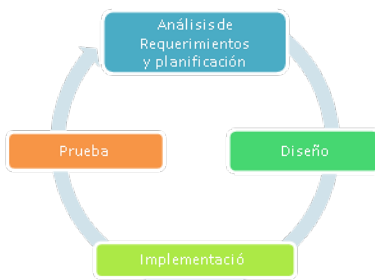 Análisis de
Requerimientos
y planificación
Diseño
Implementació
Prueba